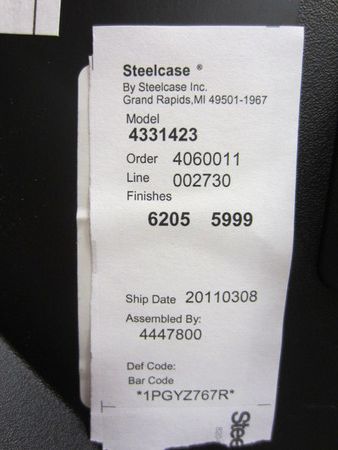 Steelcase ®
By Steelcase Inc.
Grand Rapids,MI 49501-1967
Model
4331423
Order 4060011
Line 002730
Finishes
6205 5999
Ship Date 20110308
Assembled By:
4447800
Def Code:
Bar Code
*1PGYZ767R*
Steel